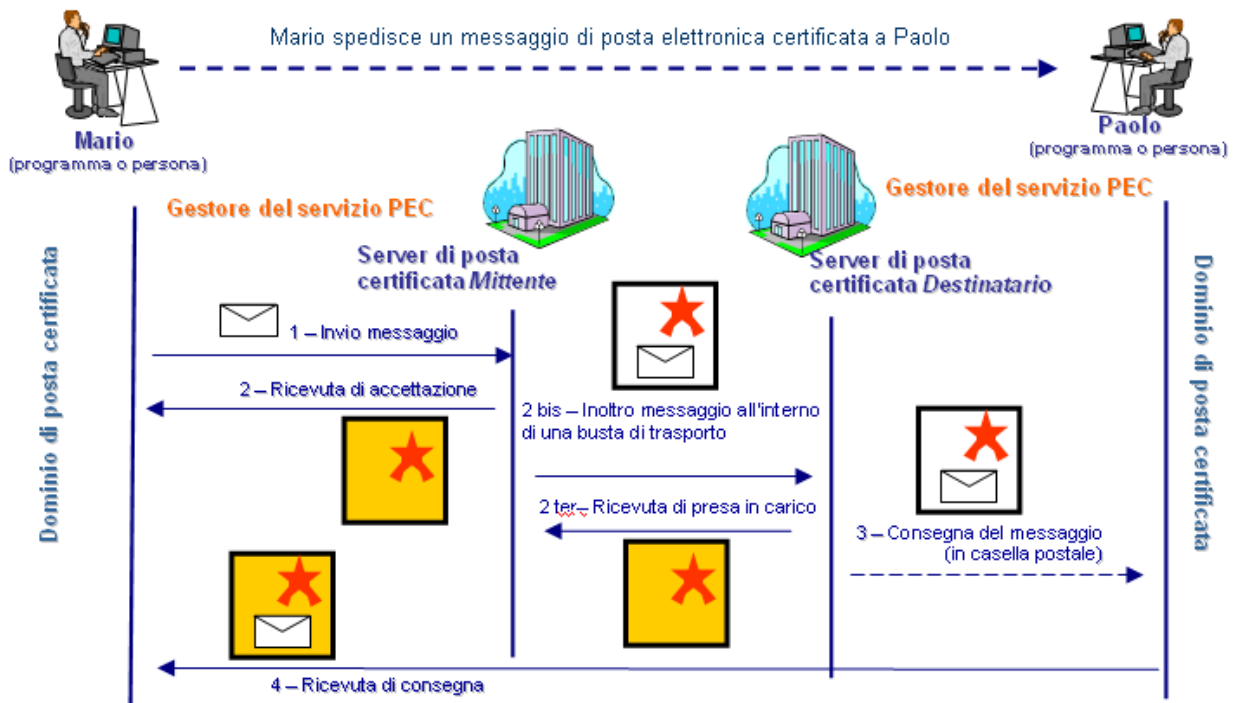 Mario spedisce un messaggio di posta elettronica certificata a Paolo
Mario
(programma o persona)
Paolo
(programma o persona)
Gestore del servizio PEC
Gestore del servizio PEC
Server di posta
certificata Mittente
Server di posta
certificata Destinatario
Dominio di posta certificata
Dominio di posta certificata
1 – Invio messaggio
2 – Ricevuta di accettazione
2 bis – Inoltro messaggio all'interno
di una busta di trasporto
2 ter– Ricevuta di presa in carico
3 – Consegna del messaggio
(in casella postale)
4 – Ricevuta di consegna